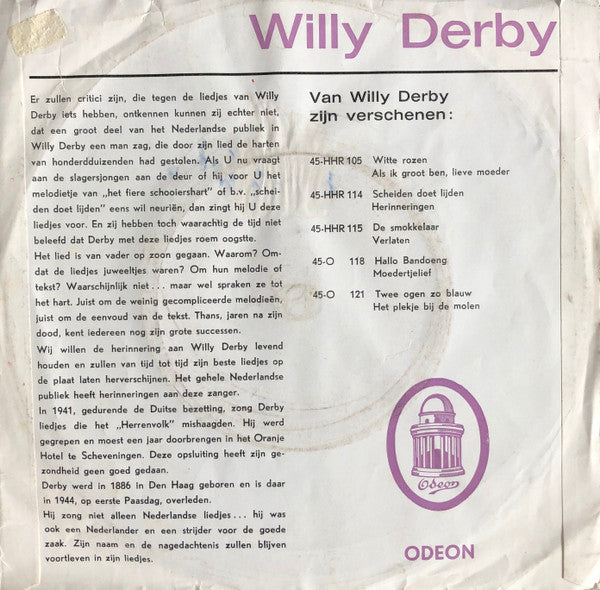 Willy Derby
Er zullen critici zijn, die tegen de liedjes van Willy
Derby iets hebben, ontkennen kunnen zij echter niet,
dat een groot deel van het Nederlandse publiek in
Willy Derby een man zag, die door zijn lied de harten
van honderdduizenden had gestolen. Als U nu vraagt
aan de slagersjongen aan de deur of hij voor U het
melodietje van „het fiere schooiershart" of b.v. „schei-
den doet lijden" eens wil neuriën, dan zingt hij U deze
liedjes voor. En zij hebben toch waarachtig de tijd niet
beleefd dat Derby met deze liedjes roem oogstte.
Het lied is van vader op zoon gegaan. Waarom? Om-
dat de liedjes juweeltjes waren? Om hun melodie of
tekst? Waarschijnlijk niet... maar wel spraken ze tot
het hart. Juist om de weinig gecompliceerde melodieën,
juist om de eenvoud van de tekst. Thans, jaren na zijn
dood, kent iedereen nog zijn grote successen.
Wij willen de herinnering aan Willy Derby levend
houden en zullen van tijd tot tijd zijn beste liedjes op
de plaat laten herverschijnen. Het gehele Nederlandse
publiek heeft herinneringen aan deze zanger.
In 1941, gedurende de Duitse bezetting, zong Derby
liedjes die het „Herrenvolk" mishaagden. Hij werd
gegrepen en moest een jaar doorbrengen in het Oranje
Hotel te Scheveningen. Deze opsluiting heeft zijn ge-
zondheid geen goed gedaan.
Derby werd in 1886 in Den Haag geboren en is daar
in 1944, op eerste Paasdag, overleden.
Hij zong niet alleen Nederlandse liedjes... hij was
ook een Nederlander en een strijder voor de goede
zaak. Zijn naam en de nagedachtenis zullen blijven
voortleven in zijn liedjes.
Van Willy Derby
zijn verschenen:
45-HHR 105 Witte rozen
Als ik groot ben, lieve moeder
45-HHR 114 Scheiden doet lijden
Herinneringen
45-HHR 115 De smokkelaar
Verlaten
45-O 118 Hallo Bandoeng
Moedertjelief
45-O 121 Twee ogen zo blauw
Het plekje bij de molen
Odeon
ODEON